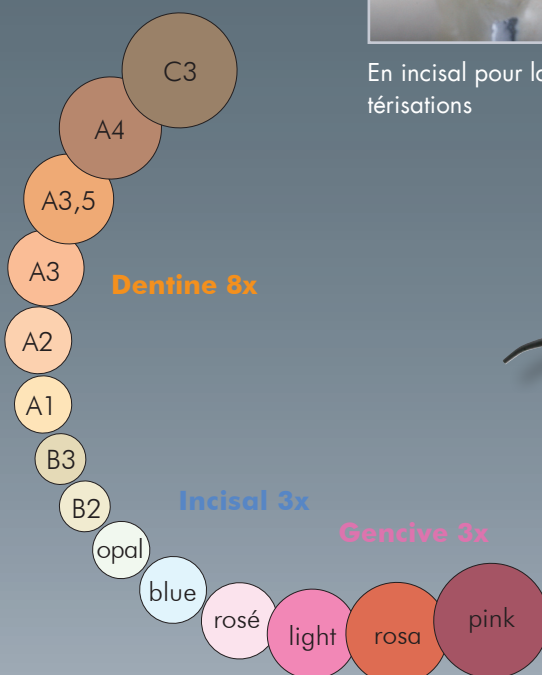 En incisal pour la
térisations
C3
A4
A3,5
A3
Dentine 8x
A2
A1
B3
B2
Incisal 3x
opal
Gencive 3x
blue
rosé
light
rosa
pink